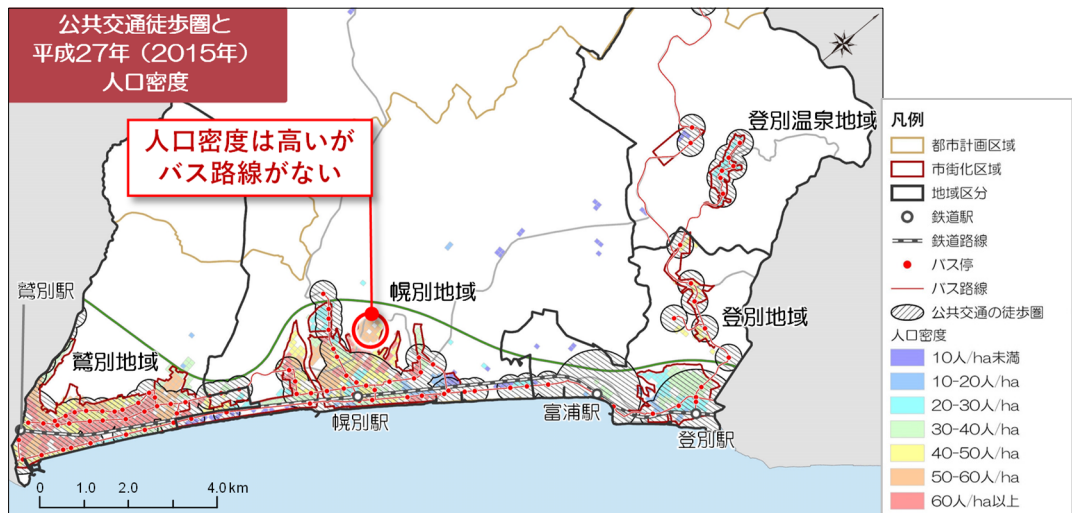 公共交通徒歩圏と
平成27年（2015年）
人口密度
人口密度は高いが
バス路線がない
登別温泉地域
鷲別駅
幌別地域
登別地域
鷲別地域
幌別駅
富浦駅
登別駅
0 1.0 2.0 4.0 km
凡例
都市計画区域
市街化区域
地域区分
鉄道駅
鉄道路線
バス停
バス路線
公共交通の徒歩圏
人口密度
10人/ha未満
10-20人/ha
20-30人/ha
30-40人/ha
40-50人/ha
50-60人/ha
60人/ha以上